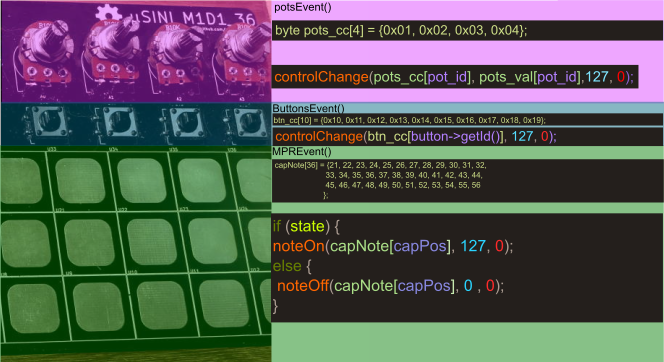 µSINI M1D1_36
potsEvent()
byte pots_cc[4] = {0x01, 0x02, 0x03, 0x04};
controlChange(pots_cc[pot_id], pots_val[pot_id],127, 0);
ButtonsEvent()
btn_cc[10] = {0x10, 0x11, 0x12, 0x13, 0x14, 0x15, 0x16, 0x17, 0x18, 0x19};
controlChange(btn_cc[button->getId()], 127, 0);
MPREvent()
capNote[36] = {21, 22, 23, 24, 25, 26, 27, 28, 29, 30, 31, 32,
33, 34, 35, 36, 37, 38, 39, 40, 41, 42, 43, 44,
45, 46, 47, 48, 49, 50, 51, 52, 53, 54, 55, 56
};
if (state) {
noteOn(capNote[capPos], 127, 0);
else {
noteOff(capNote[capPos], 0 , 0);
}